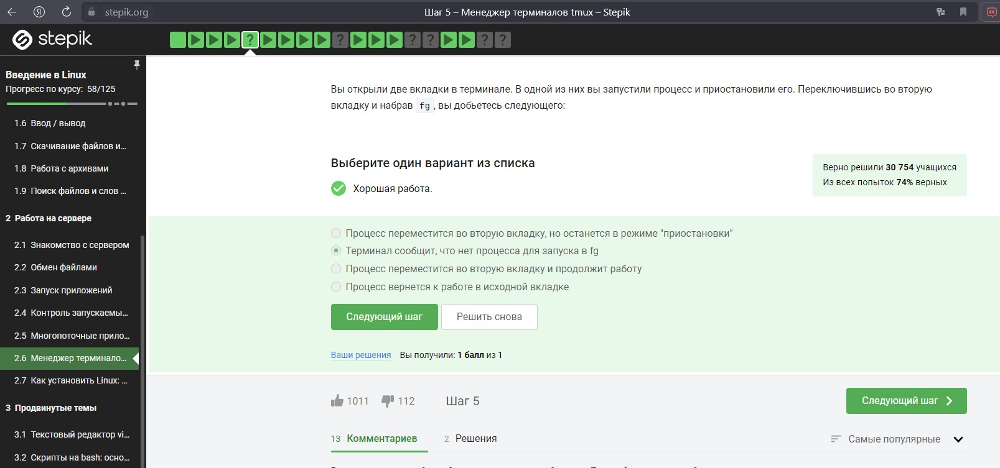 stepik.org
Шаг 5 – Менеджер терминалов tmux – Stepik
stepik
Введение в Linux
Прогресс по курсу: 58/125
1.6 Ввод / вывод
1.7 Скачивание файлов и...
1.8 Работа с архивами
1.9 Поиск файлов и слов ...
2 Работа на сервере
2.1 Знакомство с сервером
2.2 Обмен файлами
2.3 Запуск приложений
2.4 Контроль запускаемы...
2.5 Многопоточные прило...
2.6 Менеджер терминало...
2.7 Как установить Linux: ...
3 Продвинутые темы
3.1 Текстовый редактор vi...
3.2 Скрипты на bash: осно...
Вы открыли две вкладки в терминале. В одной из них вы запустили процесс и приостановили его. Переключившись во вторую
вкладку и набрав fg, вы добьетесь следующего:
Выберите один вариант из списка
Хорошая работа.
Верно решили 30 754 учащихся
Из всех попыток 74% верных
Процесс переместится во вторую вкладку, но останется в режиме "приостановки"
Терминал сообщит, что нет процесса для запуска в fg
Процесс переместится во вторую вкладку и продолжит работу
Процесс вернется к работе в исходной вкладке
Следующий шаг
Решить снова
Ваши решения Вы получили: 1 балл из 1
1011 112 Шаг 5
Следующий шаг
13 Комментариев
2 Решения
Самые популярные